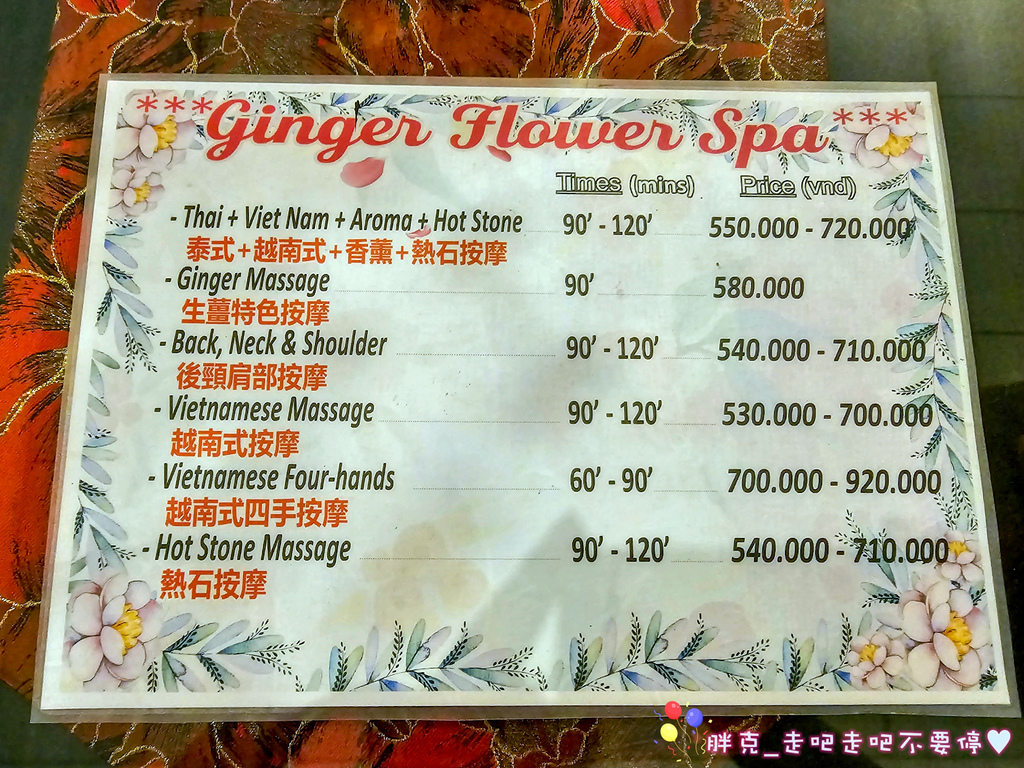 ***Ginger Flower Spa***
Times (mins) Price (vnd)
- Thai + Viet Nam + Aroma + Hot Stone 90' - 120' 550.000 - 720.000
泰式+越南式+香薰+熱石按摩
- Ginger Massage 90' 580.000
生薑特色按摩
- Back, Neck & Shoulder 90' - 120' 540.000 - 710.000
後頸肩部按摩
- Vietnamese Massage 90' - 120' 530.000 - 700.000
越南式按摩
- Vietnamese Four-hands 60' - 90' 700.000 - 920.000
越南式四手按摩
- Hot Stone Massage 90' - 120' 540.000 - 710.000
熱石按摩
胖克_走吧走吧不要停♥